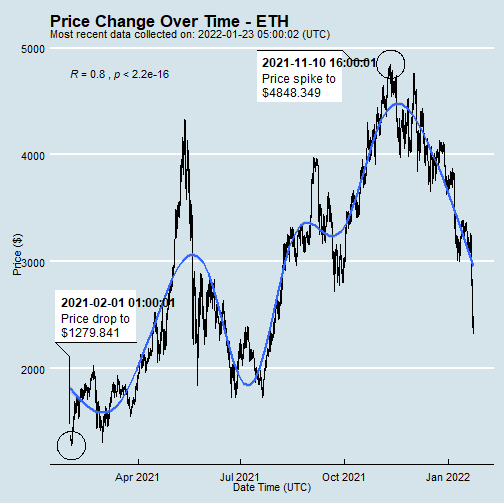 Price Change Over Time - ETH
Most recent data collected on: 2022-01-23 05:00:02 (UTC)
5000
2021-11-10 16:00:01
Price spike to
$4848.349
R = 0.8 , p < 2.2e-16
4000
Price ($)
3000
2021-02-01 01:00:01
Price drop to
$1279.841
2000
Apr 2021
Jul 2021
Oct 2021
Jan 2022
Date Time (UTC)